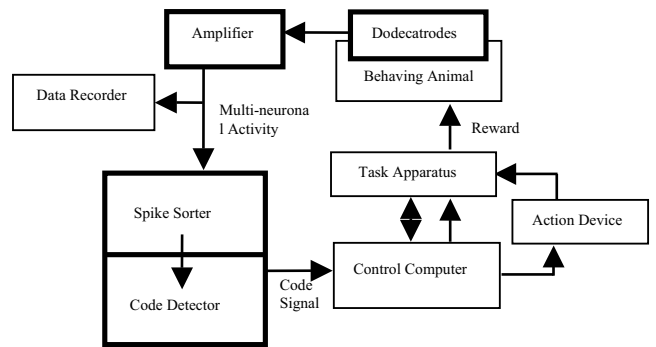 Amplifier
Dodecatrodes
Behaving Animal
Data Recorder
Multi-neurona
l Activity
Reward
Task Apparatus
Spike Sorter
Action Device
Control Computer
Code
Signal
Code Detector